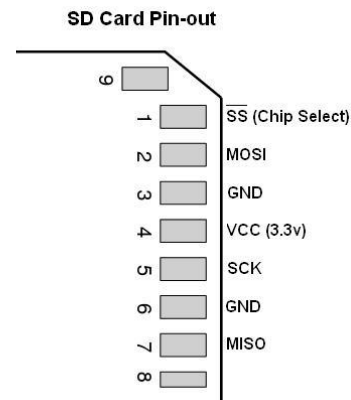 SD Card Pin-out
9
1 SS (Chip Select)
2 MOSI
3 GND
4 VCC (3.3v)
5 SCK
6 GND
7 MISO
8